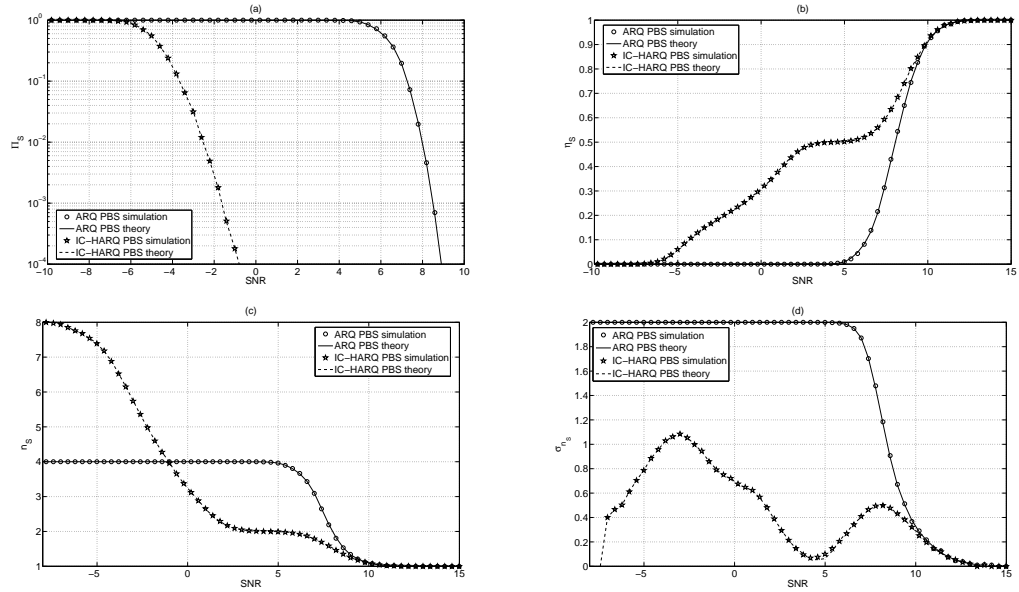 (a)
10^0
10^−1
10^−2
10^−3
10^−4
Π_S
ARQ PBS simulation
ARQ PBS theory
IC−HARQ PBS simulation
IC−HARQ PBS theory
−10 −8 −6 −4 −2 0 2 4 6 8 10
SNR
(b)
1
0.9
0.8
0.7
0.6
0.5
0.4
0.3
0.2
0.1
0
η_S
ARQ PBS simulation
ARQ PBS theory
IC−HARQ PBS simulation
IC−HARQ PBS theory
−10 −5 0 5 10 15
SNR
(c)
8
7
6
5
4
3
2
1
n_S
ARQ PBS simulation
ARQ PBS theory
IC−HARQ PBS simulation
IC−HARQ PBS theory
−5 0 5 10 15
SNR
(d)
2
1.8
1.6
1.4
1.2
1
0.8
0.6
0.4
0.2
0
σ_n_S
ARQ PBS simulation
ARQ PBS theory
IC−HARQ PBS simulation
IC−HARQ PBS theory
−5 0 5 10 15
SNR